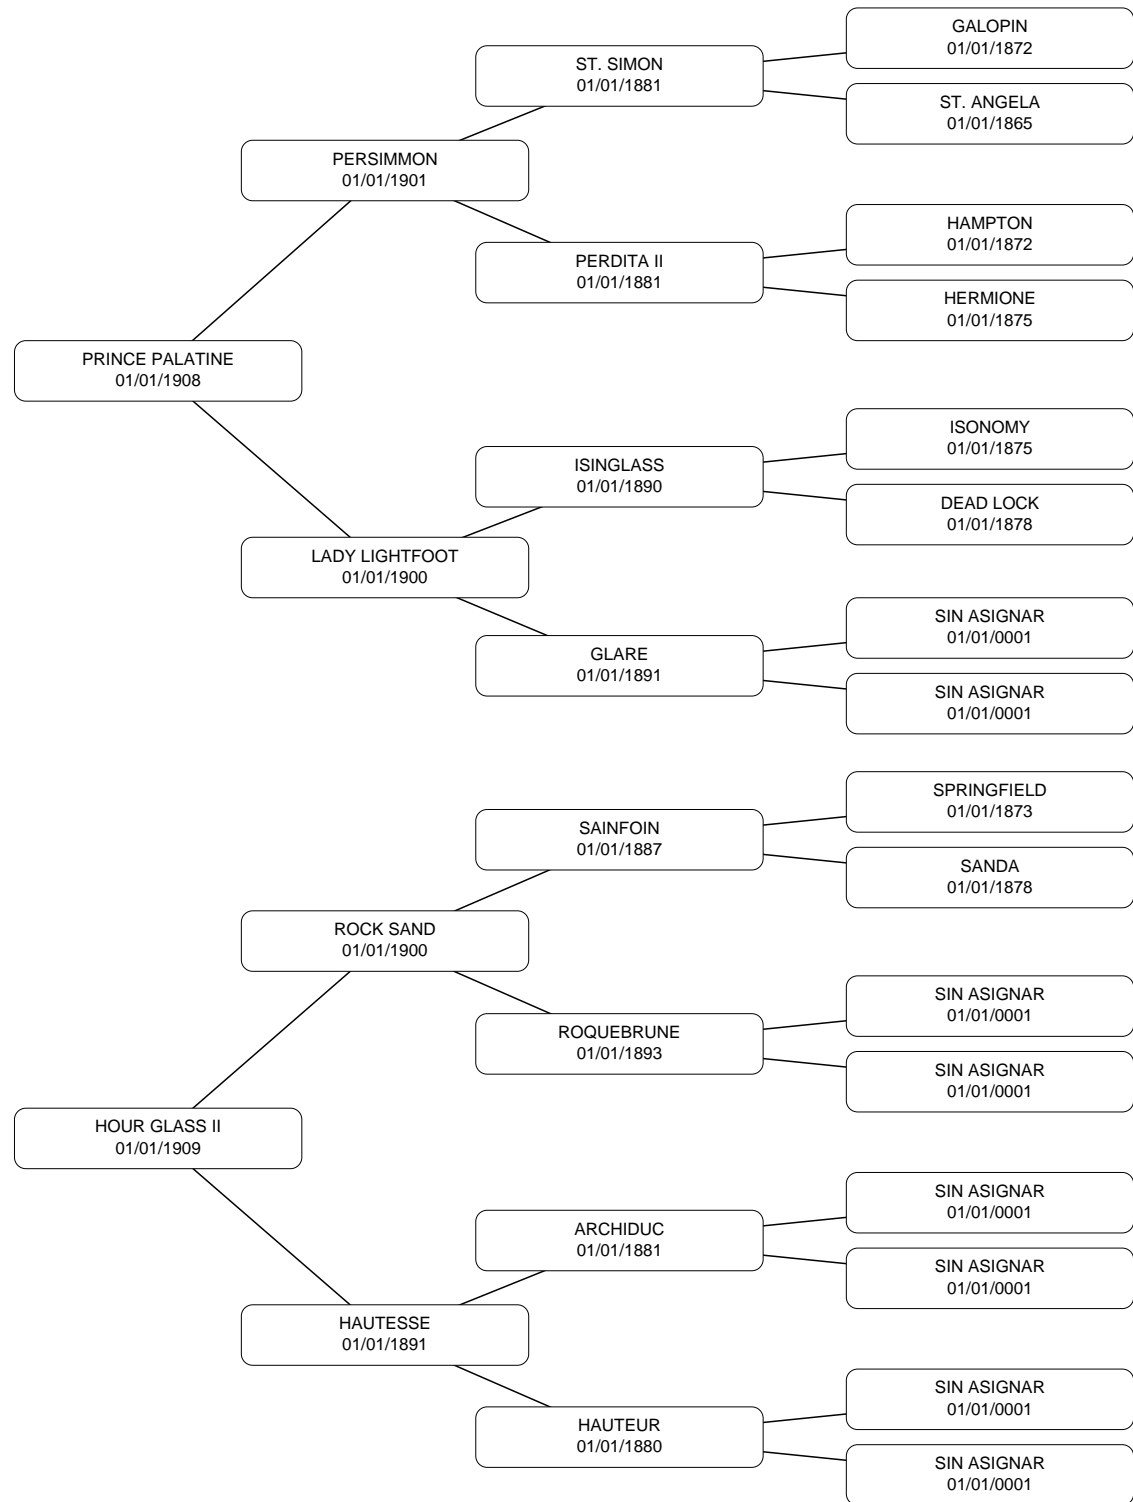 GALOPIN
01/01/1872
ST. SIMON
01/01/1881
ST. ANGELA
01/01/1865
PERSIMMON
01/01/1901
HAMPTON
01/01/1872
PERDITA II
01/01/1881
HERMIONE
01/01/1875
PRINCE PALATINE
01/01/1908
ISONOMY
01/01/1875
ISINGLASS
01/01/1890
DEAD LOCK
01/01/1878
LADY LIGHTFOOT
01/01/1900
SIN ASIGNAR
01/01/0001
GLARE
01/01/1891
SIN ASIGNAR
01/01/0001
SPRINGFIELD
01/01/1873
SAINFOIN
01/01/1887
SANDA
01/01/1878
ROCK SAND
01/01/1900
SIN ASIGNAR
01/01/0001
ROQUEBRUNE
01/01/1893
SIN ASIGNAR
01/01/0001
HOUR GLASS II
01/01/1909
SIN ASIGNAR
01/01/0001
ARCHIDUC
01/01/1881
SIN ASIGNAR
01/01/0001
HAUTESSE
01/01/1891
SIN ASIGNAR
01/01/0001
HAUTEUR
01/01/1880
SIN ASIGNAR
01/01/0001